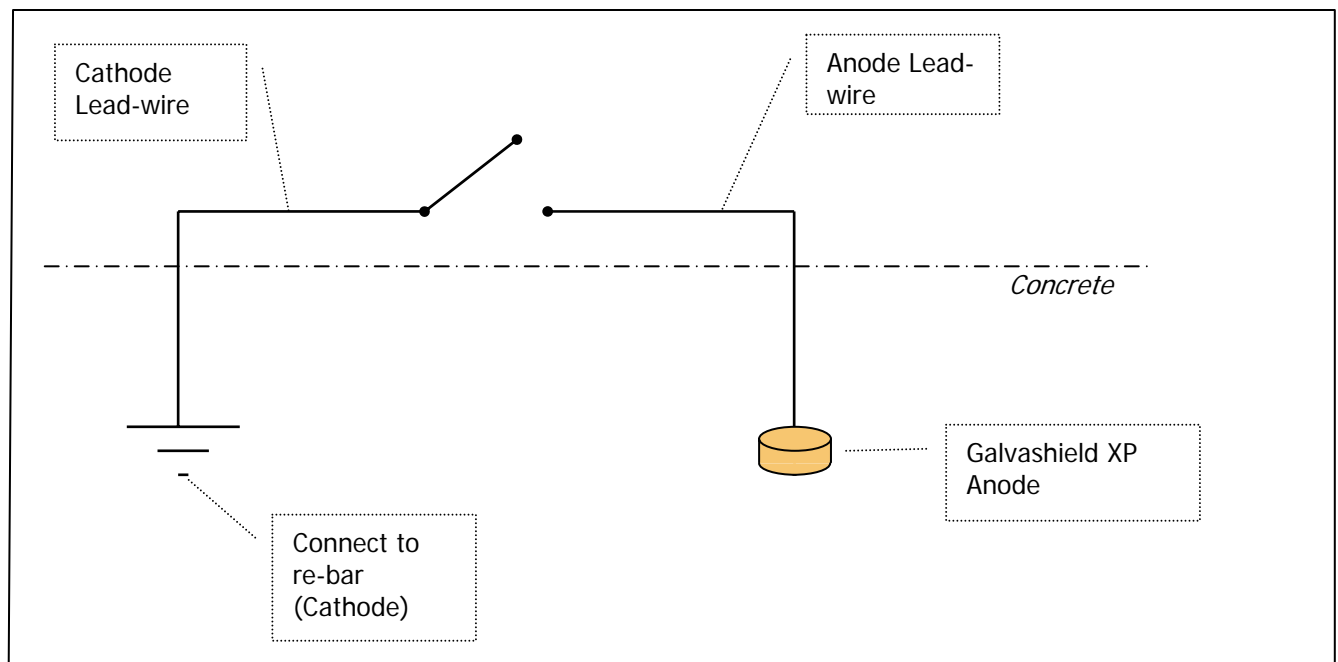 Cathode
Lead-wire
Anode Lead-
wire
Concrete
Galvashield XP
Anode
Connect to
re-bar
(Cathode)